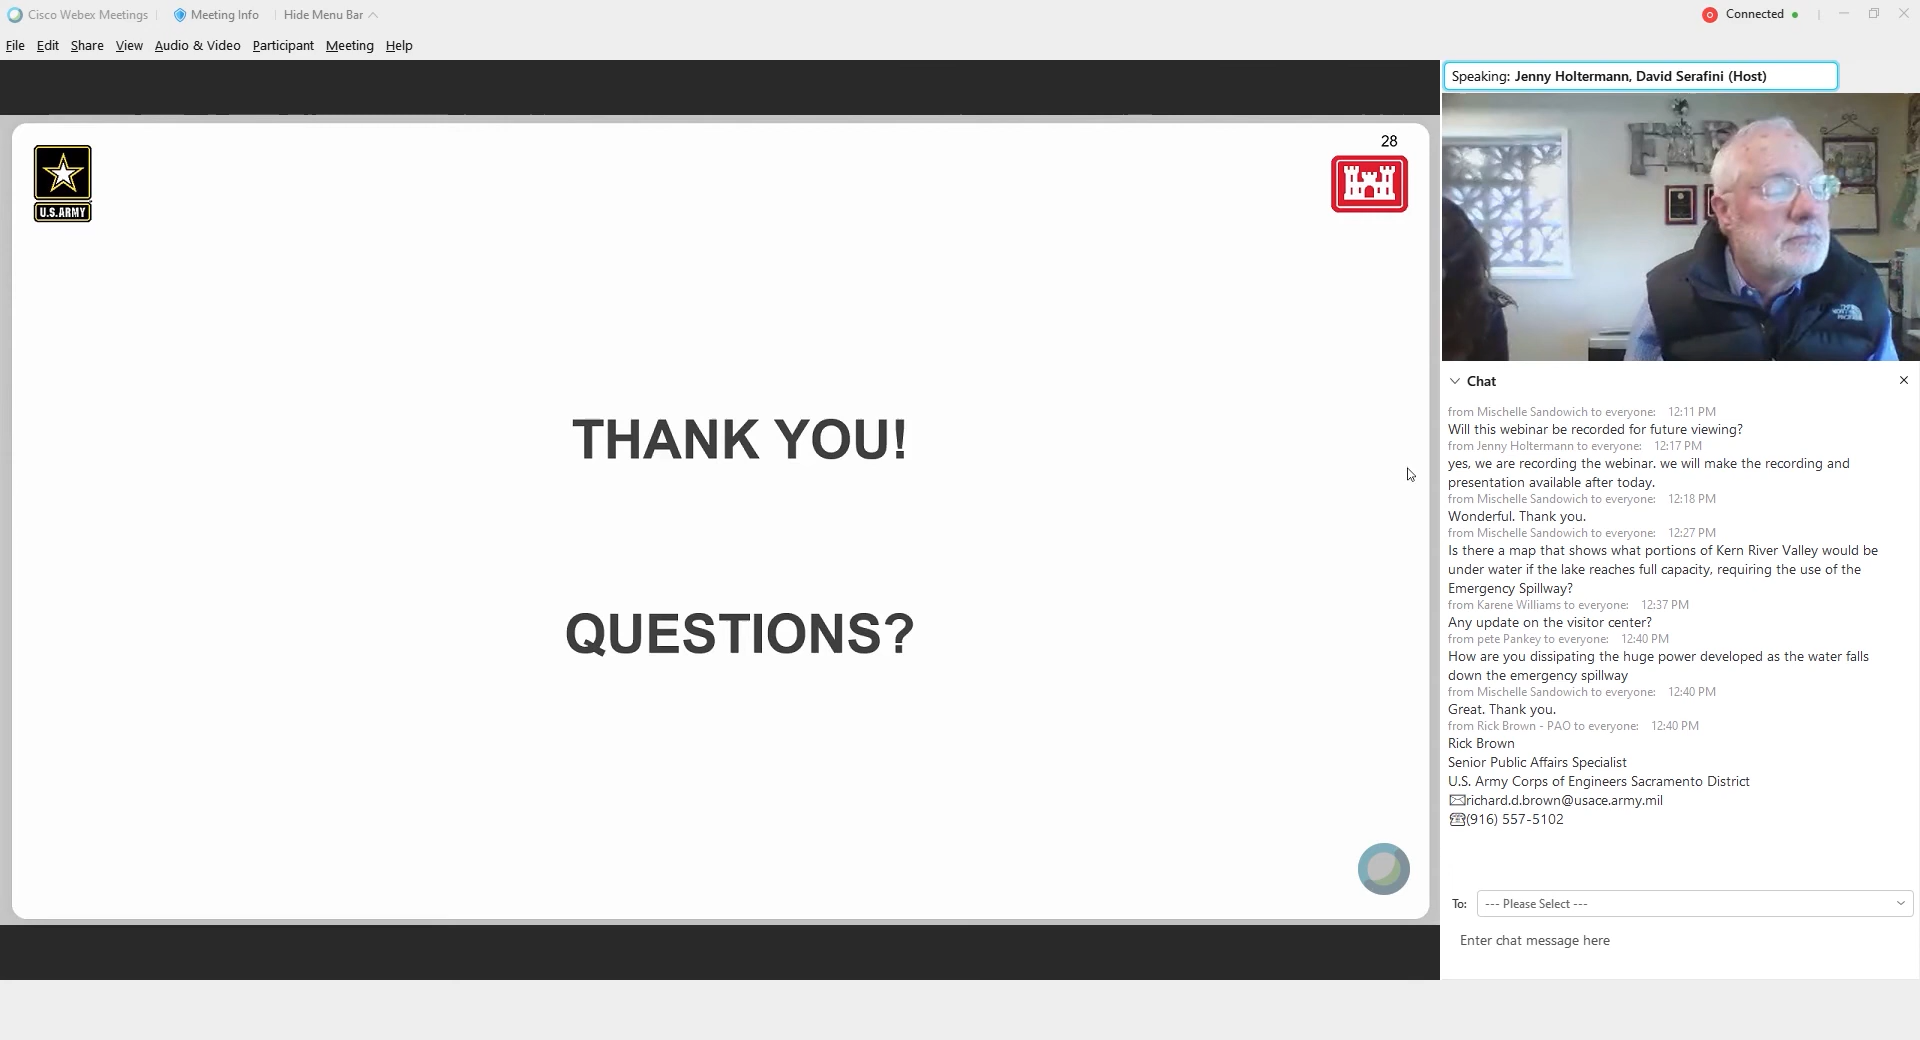 Cisco Webex Meetings
Meeting Info
Hide Menu Bar
Connected
File Edit Share View Audio & Video Participant Meeting Help
Speaking: Jenny Holtermann, David Serafini (Host)
28
U.S.ARMY
THANK YOU!
QUESTIONS?
Chat
from Mischelle Sandowich to everyone: 12:11 PM
Will this webinar be recorded for future viewing?
from Jenny Holtermann to everyone: 12:17 PM
yes, we are recording the webinar. we will make the recording and
presentation available after today.
from Mischelle Sandowich to everyone: 12:18 PM
Wonderful. Thank you.
from Mischelle Sandowich to everyone: 12:27 PM
Is there a map that shows what portions of Kern River Valley would be
under water if the lake reaches full capacity, requiring the use of the
Emergency Spillway?
from Karene Williams to everyone: 12:37 PM
Any update on the visitor center?
from pete Pankey to everyone: 12:40 PM
How are you dissipating the huge power developed as the water falls
down the emergency spillway
from Mischelle Sandowich to everyone: 12:40 PM
Great. Thank you.
from Rick Brown - PAO to everyone: 12:40 PM
Rick Brown
Senior Public Affairs Specialist
U.S. Army Corps of Engineers Sacramento District
richard.d.brown@usace.army.mil
(916) 557-5102
To: --- Please Select ---
Enter chat message here